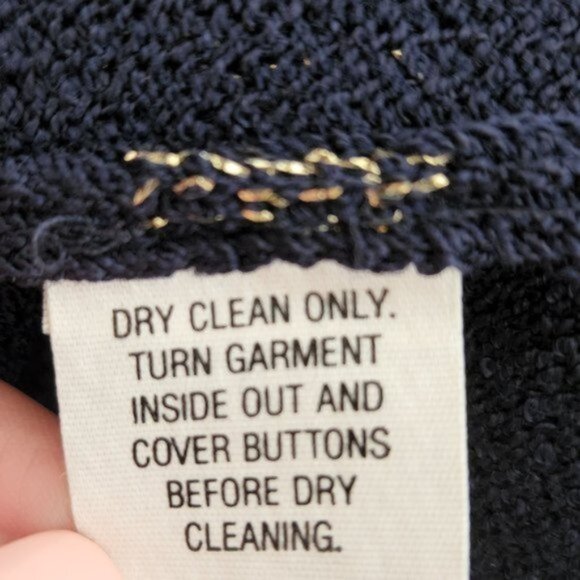 DRY CLEAN ONLY.
TURN GARMENT
INSIDE OUT AND
COVER BUTTONS
BEFORE DRY
CLEANING.